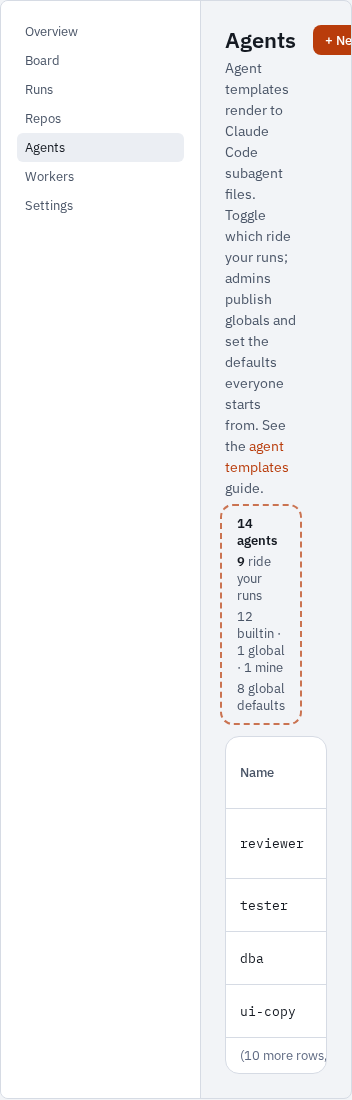 Overview
Board
Runs
Repos
Agents
Workers
Settings
Agents
+ Ne
Agent
templates
render to
Claude
Code
subagent
files.
Toggle
which ride
your runs;
admins
publish
globals and
set the
defaults
everyone
starts
from. See
the agent
templates
guide.
14
agents
9 ride
your
runs
12
builtin ·
1 global
· 1 mine
8 global
defaults
Name
reviewer
tester
dba
ui-copy
(10 more rows,